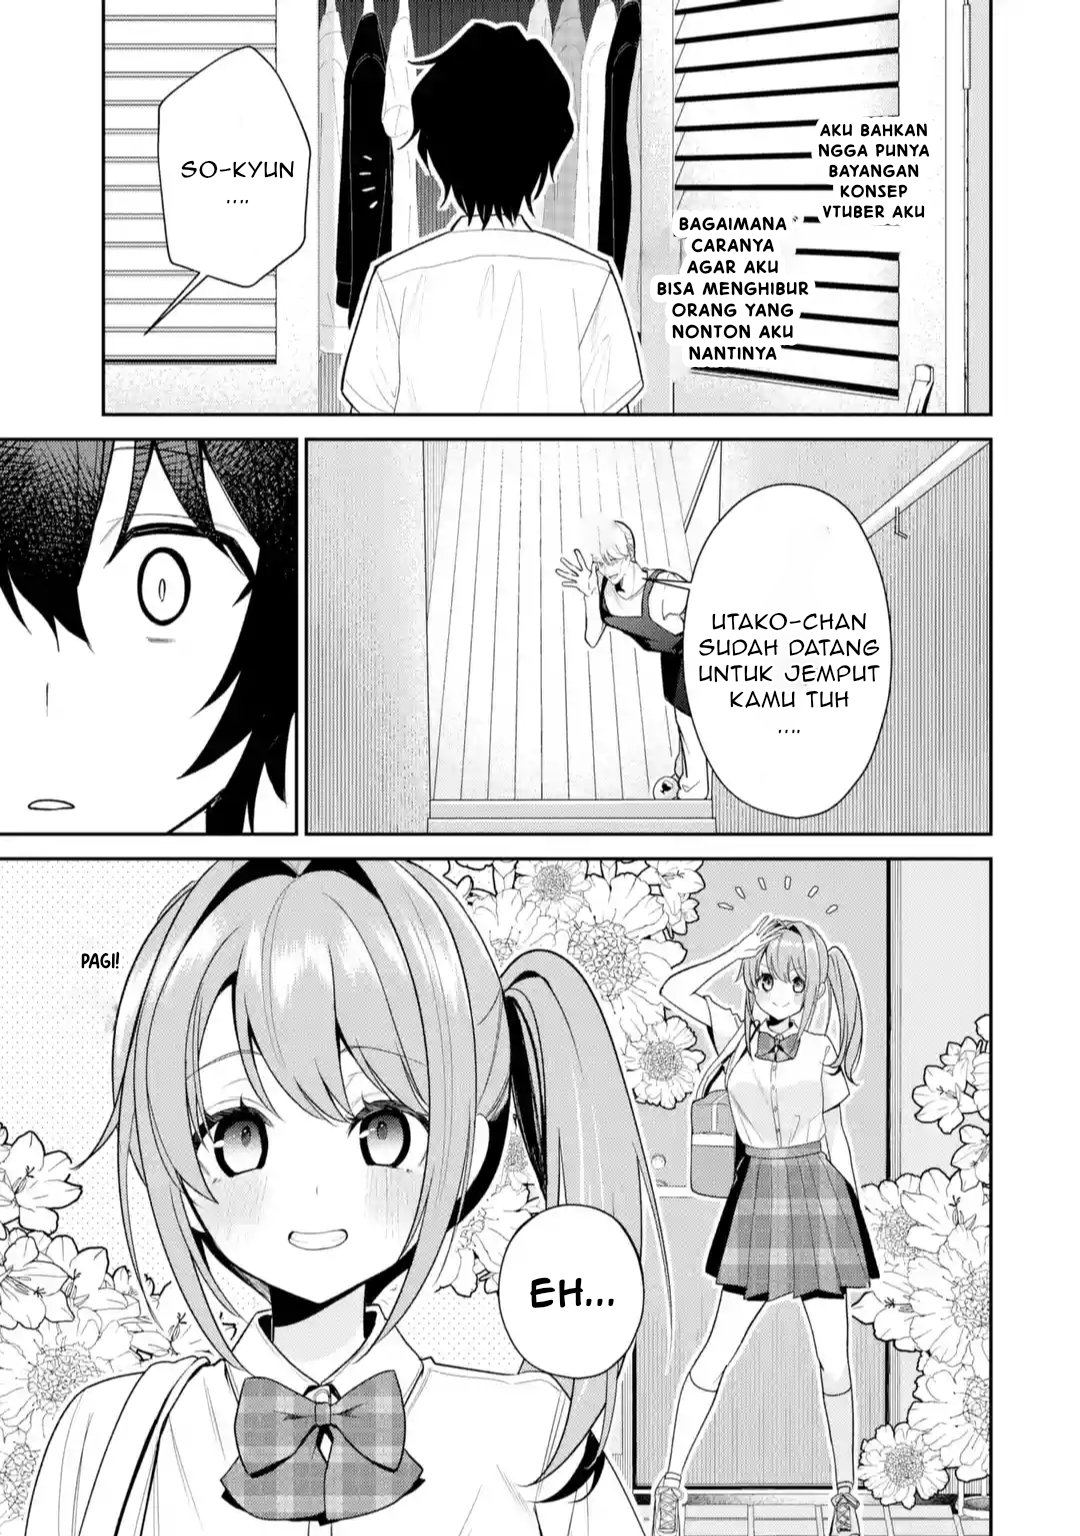 AKU BAHKAN
NGGA PUNYA
BAYANGAN
KONSEP
VTUBER AKU
BAGAIMANA
CARANYA
AGAR AKU
BISA MENGHIBUR
ORANG YANG
NONTON AKU
NANTINYA
SO-KYUN
....
UTAKO-CHAN
SUDAH DATANG
UNTUK JEMPUT
KAMU TUH
....
PAGI!
EH...